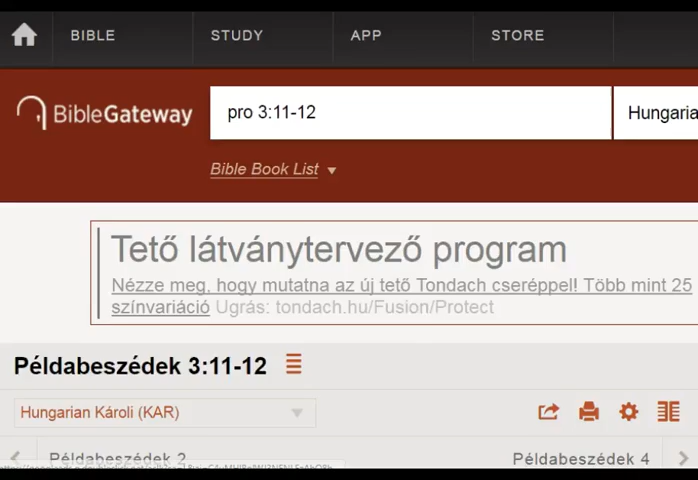 BIBLE STUDY APP STORE
BibleGateway pro 3:11-12 Hungaria
Bible Book List
Tető látványtervező program
Nézze meg, hogy mutatna az új tető Tondach cseréppel! Több mint 25
színvariáció Ugrás: tondach.hu/Fusion/Protect
Példabeszédek 3:11-12
Hungarian Károli (KAR)
Példabeszédek 2 Példabeszédek 4